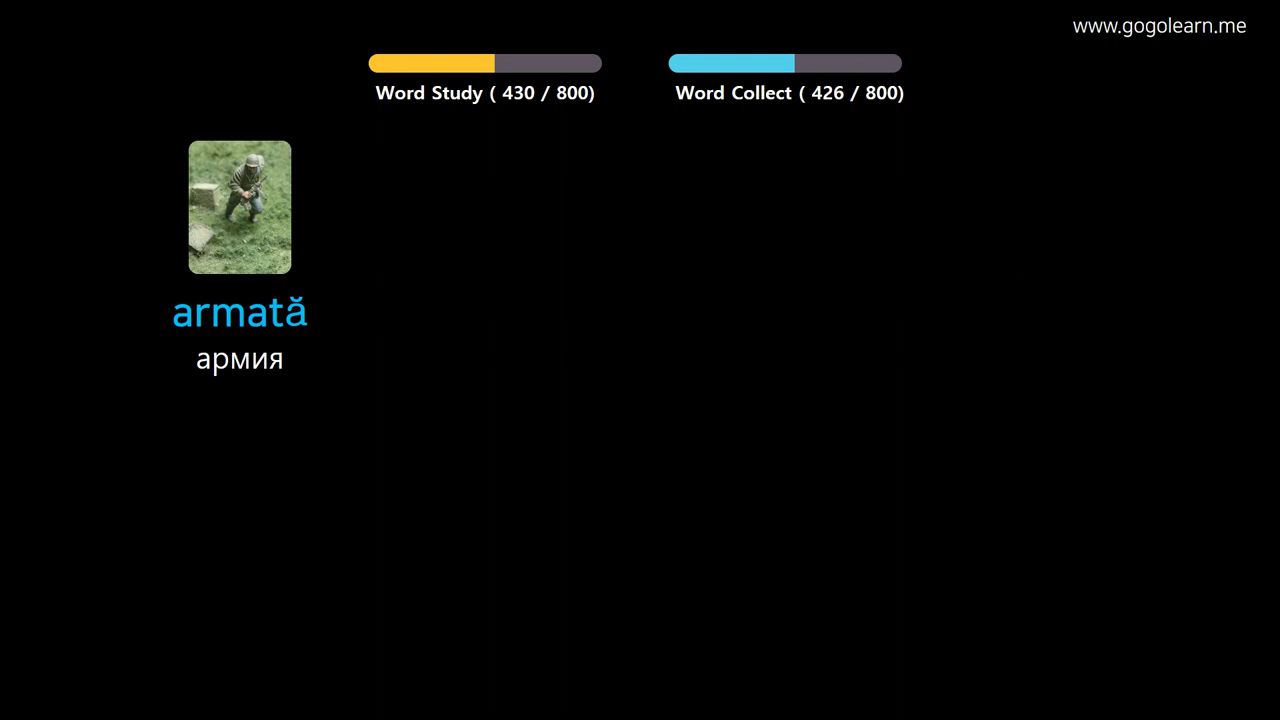 www.gogolearn.me
Word Study ( 430 / 800)
Word Collect ( 426 / 800)
armată
армия